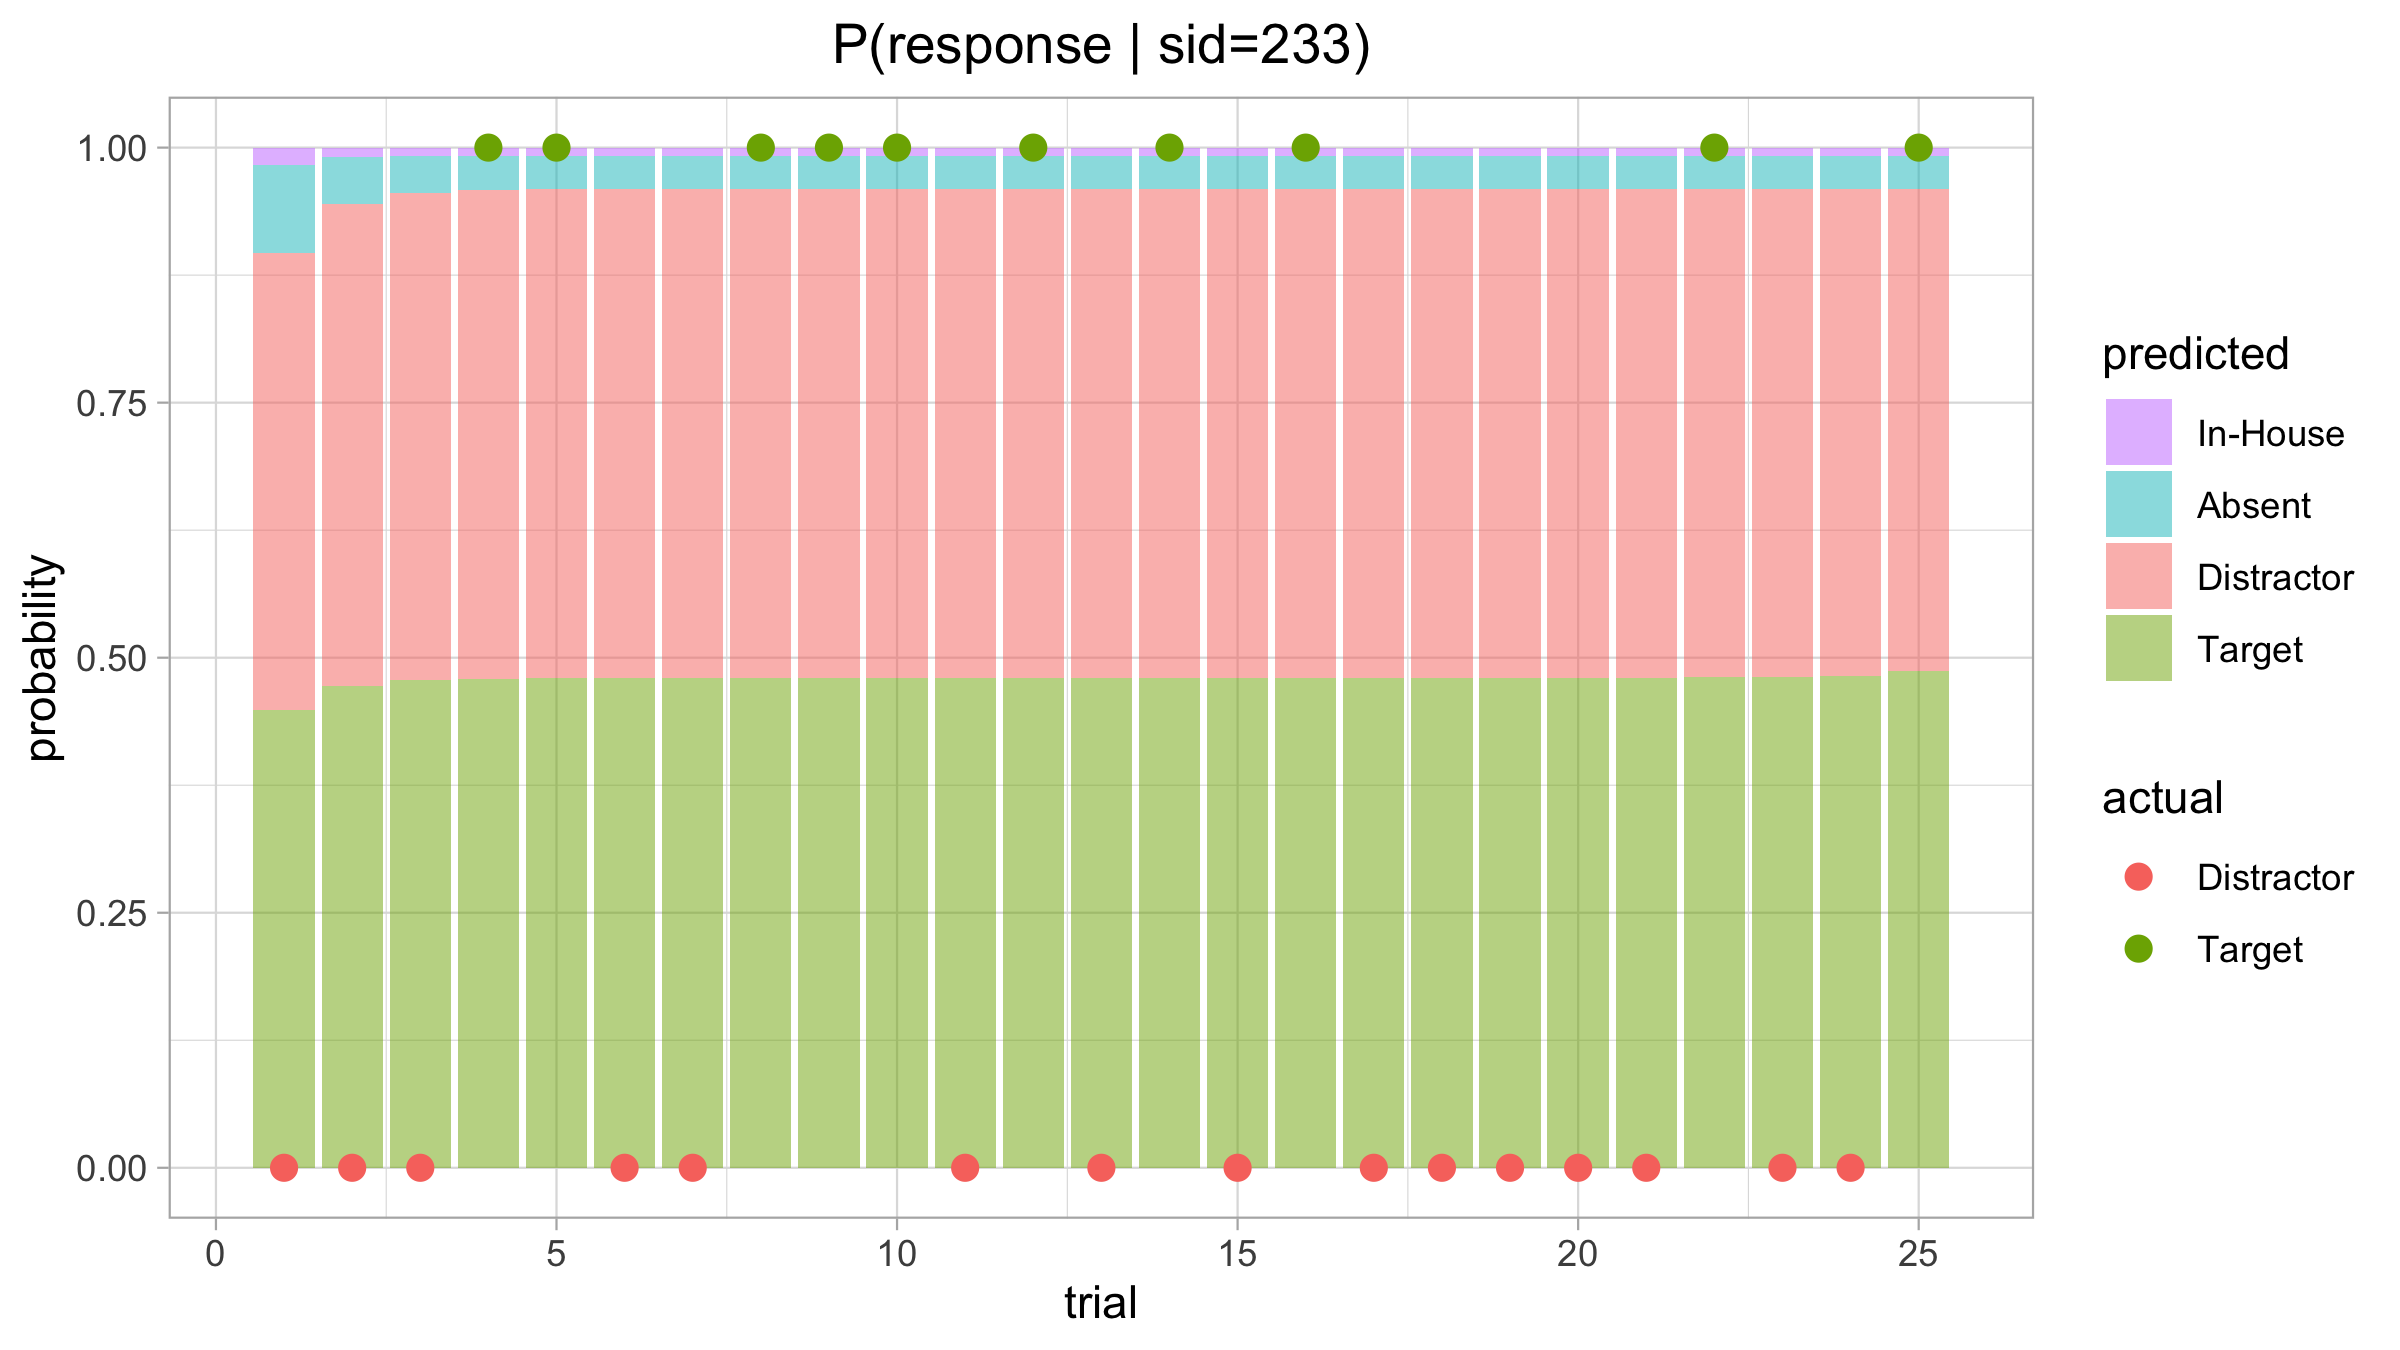 P(response | sid=233)
1.00
0.75
0.50
0.25
0.00
probability
0 5 10 15 20 25
trial
predicted
In-House
Absent
Distractor
Target
actual
Distractor
Target